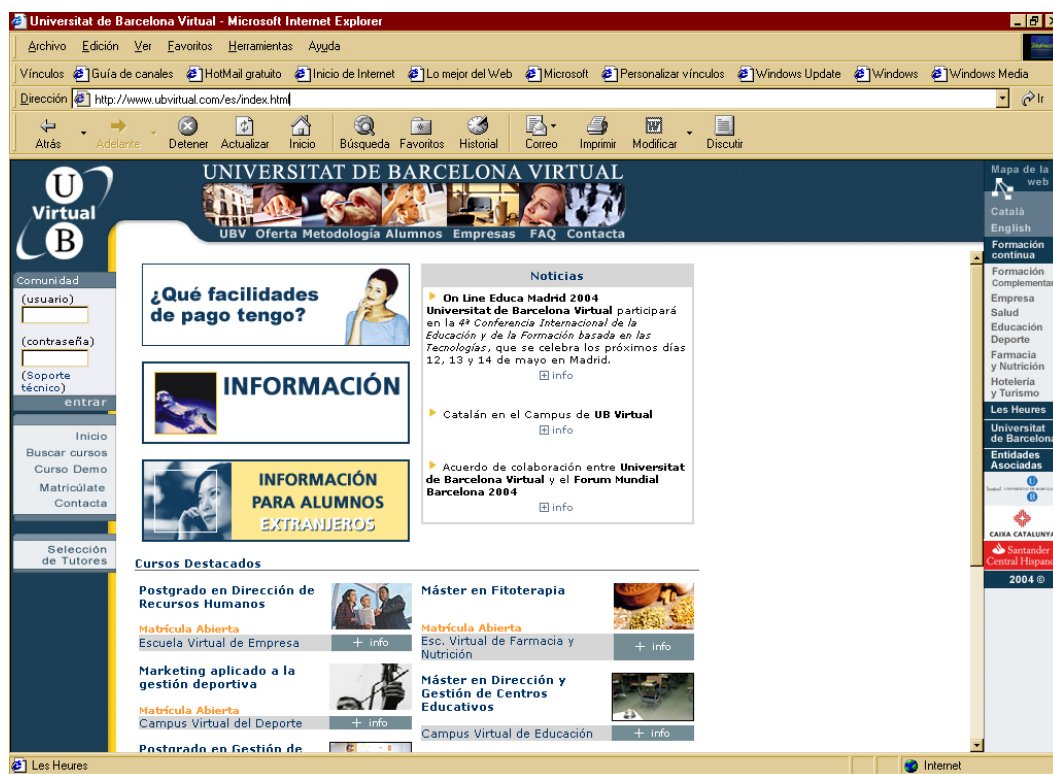 Universitat de Barcelona Virtual - Microsoft Internet Explorer
Archivo Edición Ver Favoritos Herramientas Ayuda
Vínculos Guía de canales HotMail gratuito Inicio de Internet Lo mejor del Web Microsoft Personalizar vínculos Windows Update Windows Windows Media
Dirección http://www.ubvirtual.com/es/index.html Ir
Atrás Adelante Detener Actualizar Inicio Búsqueda Favoritos Historial Correo Imprimir Modificar Discutir
U
Virtual
B
UNIVERSITAT DE BARCELONA VIRTUAL
UBV Oferta Metodología Alumnos Empresas FAQ Contacta
Comunidad
(usuario)
(contraseña)
(Soporte
técnico)
entrar
Inicio
Buscar cursos
Curso Demo
Matricúlate
Contacta
Selección
de Tutores
¿Qué facilidades
de pago tengo?
INFORMACIÓN
INFORMACIÓN
PARA ALUMNOS
EXTRANJEROS
Noticias
On Line Educa Madrid 2004
Universitat de Barcelona Virtual participará
en la 4ª Conferencia Internacional de la
Educación y de la Formación basada en las
Tecnologías, que se celebra los próximos días
12, 13 y 14 de mayo en Madrid.
info
Catalán en el Campus de UB Virtual
info
Acuerdo de colaboración entre Universitat
de Barcelona Virtual y el Forum Mundial
Barcelona 2004
info
Cursos Destacados
Postgrado en Dirección de
Recursos Humanos
Matrícula Abierta
Escuela Virtual de Empresa + info
Máster en Fitoterapia
Matrícula Abierta
Esc. Virtual de Farmacia y
Nutrición + info
Marketing aplicado a la
gestión deportiva
Matrícula Abierta
Campus Virtual del Deporte + info
Máster en Dirección y
Gestión de Centros
Educativos
Campus Virtual de Educación + info
Postgrado en Gestión de
Mapa de la
web
Català
English
Formación
contínua
Formación
Complementar
Empresa
Salud
Educación
Deporte
Farmacia
y Nutrición
Hotelería
y Turismo
Les Heures
Universitat
de Barcelona
Entidades
Asociadas
U
B
CAIXA CATALUNYA
Santander
Central Hispano
2004 ©
Les Heures
Internet